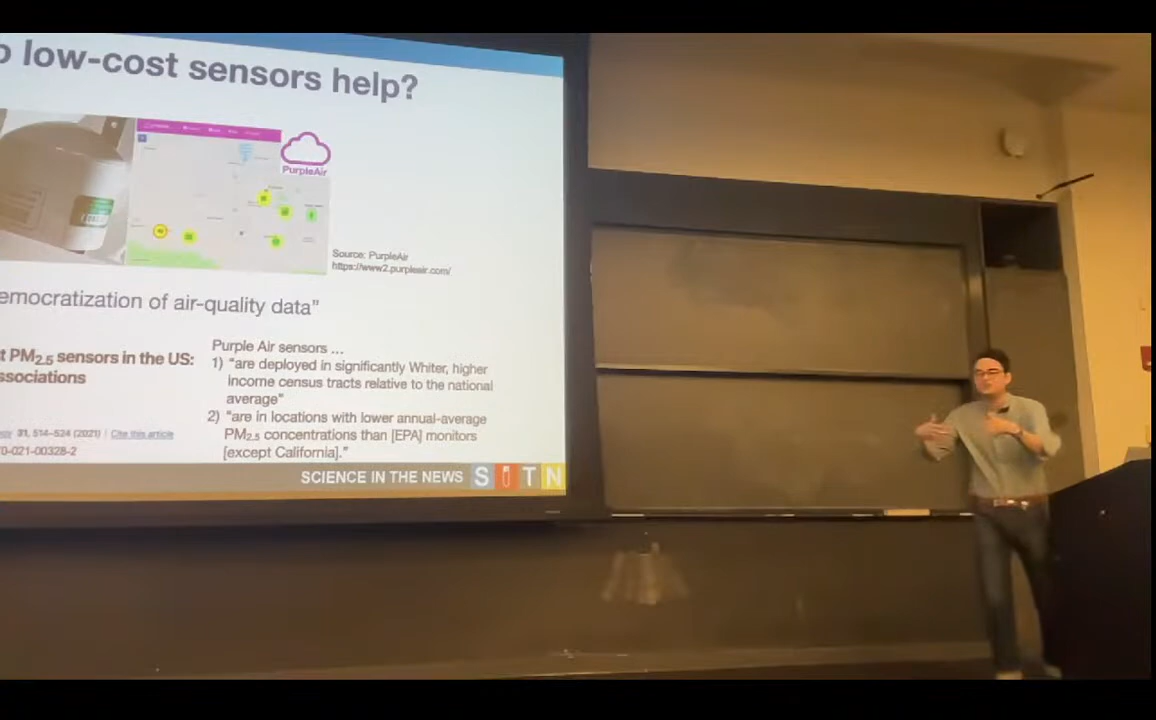 low-cost sensors help?
PurpleAir
Source: PurpleAir
https://www2.purpleair.com/
emocratization of air-quality data"
t PM2.5 sensors in the US:
ssociations
31, 514–524 (2021) | Cite this article
0-021-00328-2
Purple Air sensors ...
1) "are deployed in significantly Whiter, higher
income census tracts relative to the national
average"
2) "are in locations with lower annual-average
PM2.5 concentrations than [EPA] monitors
[except California]."
SCIENCE IN THE NEWS SITN